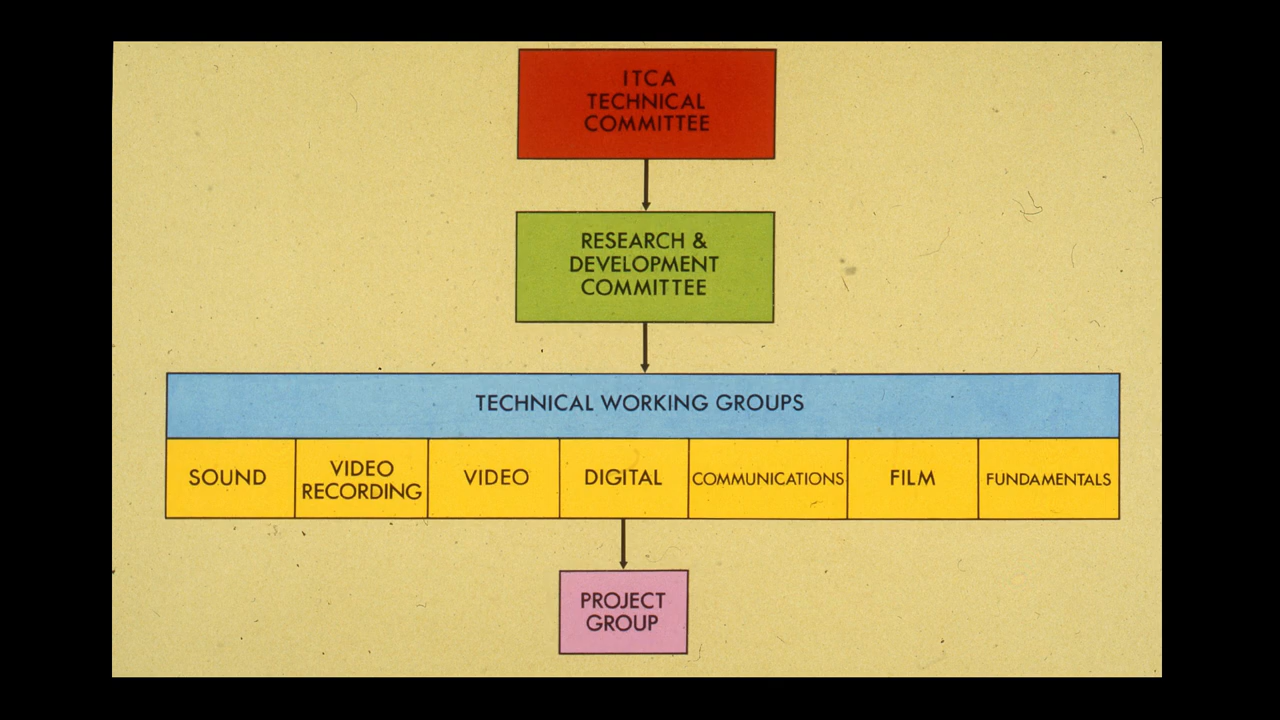 ITCA
TECHNICAL
COMMITTEE
RESEARCH &
DEVELOPMENT
COMMITTEE
TECHNICAL WORKING GROUPS
SOUND
VIDEO
RECORDING
VIDEO
DIGITAL
COMMUNICATIONS
FILM
FUNDAMENTALS
PROJECT
GROUP